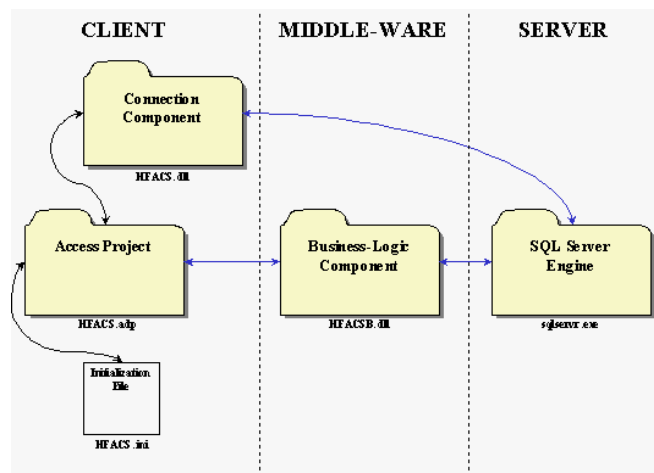 CLIENT
MIDDLE-WARE
SERVER
Connection
Component
HFACS.dll
Access Project
HFACS.adp
Business-Logic
Component
HFACSB.dll
SQL Server
Engine
sqlservr.exe
Initialization
File
HFACS.ini